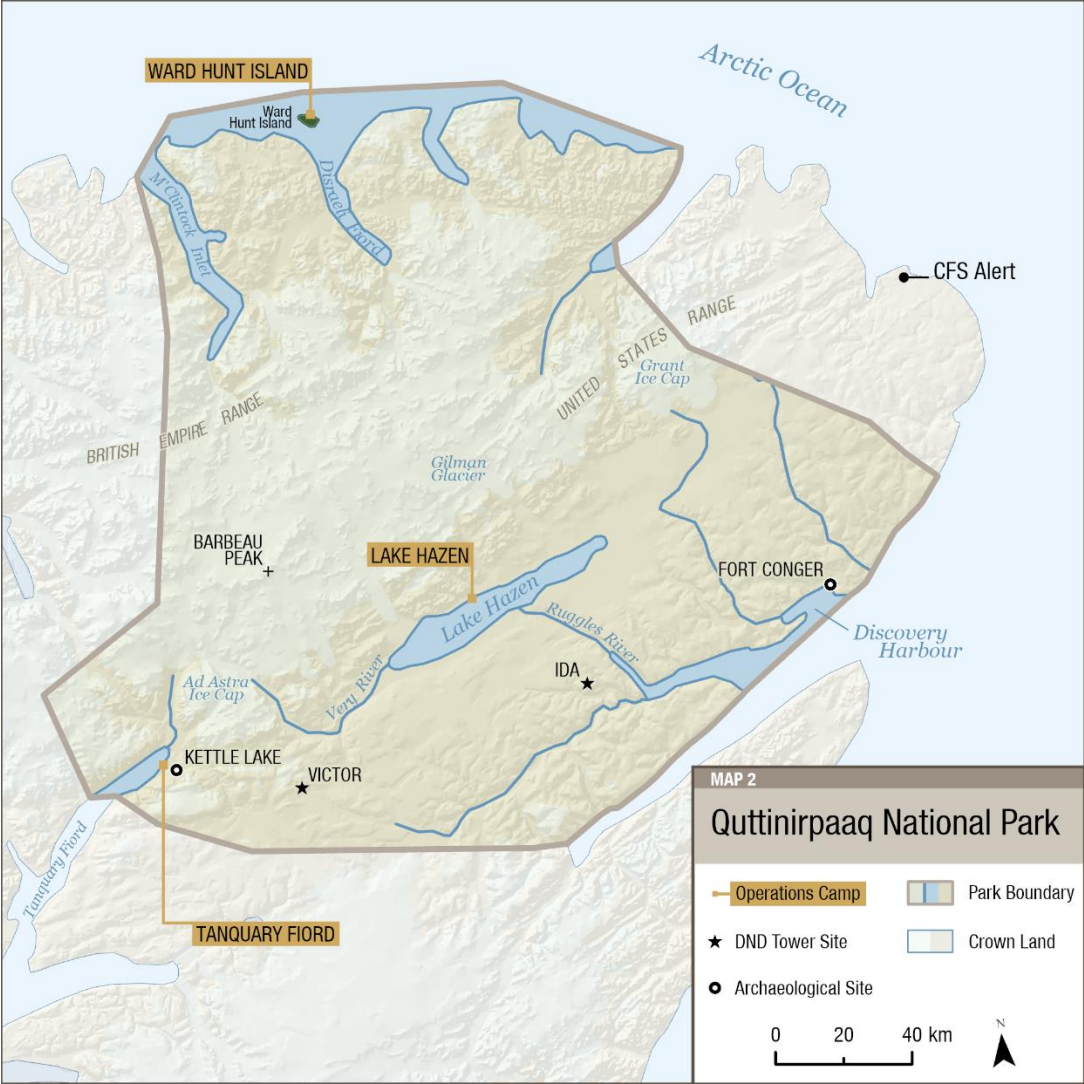 Arctic Ocean
WARD HUNT ISLAND
Ward
Hunt Island
M'Clintock Inlet
Disraeli Fiord
CFS Alert
UNITED STATES RANGE
Grant
Ice Cap
BRITISH EMPIRE RANGE
Gilman
Glacier
BARBEAU
PEAK
LAKE HAZEN
Lake Hazen
FORT CONGER
Ruggles River
Discovery
Harbour
IDA
Very River
Ad Astra
Ice Cap
KETTLE LAKE
VICTOR
Tanquary Fiord
TANQUARY FIORD
MAP 2
Quttinirpaaq National Park
Operations Camp
Park Boundary
DND Tower Site
Crown Land
Archaeological Site
0 20 40 km
N